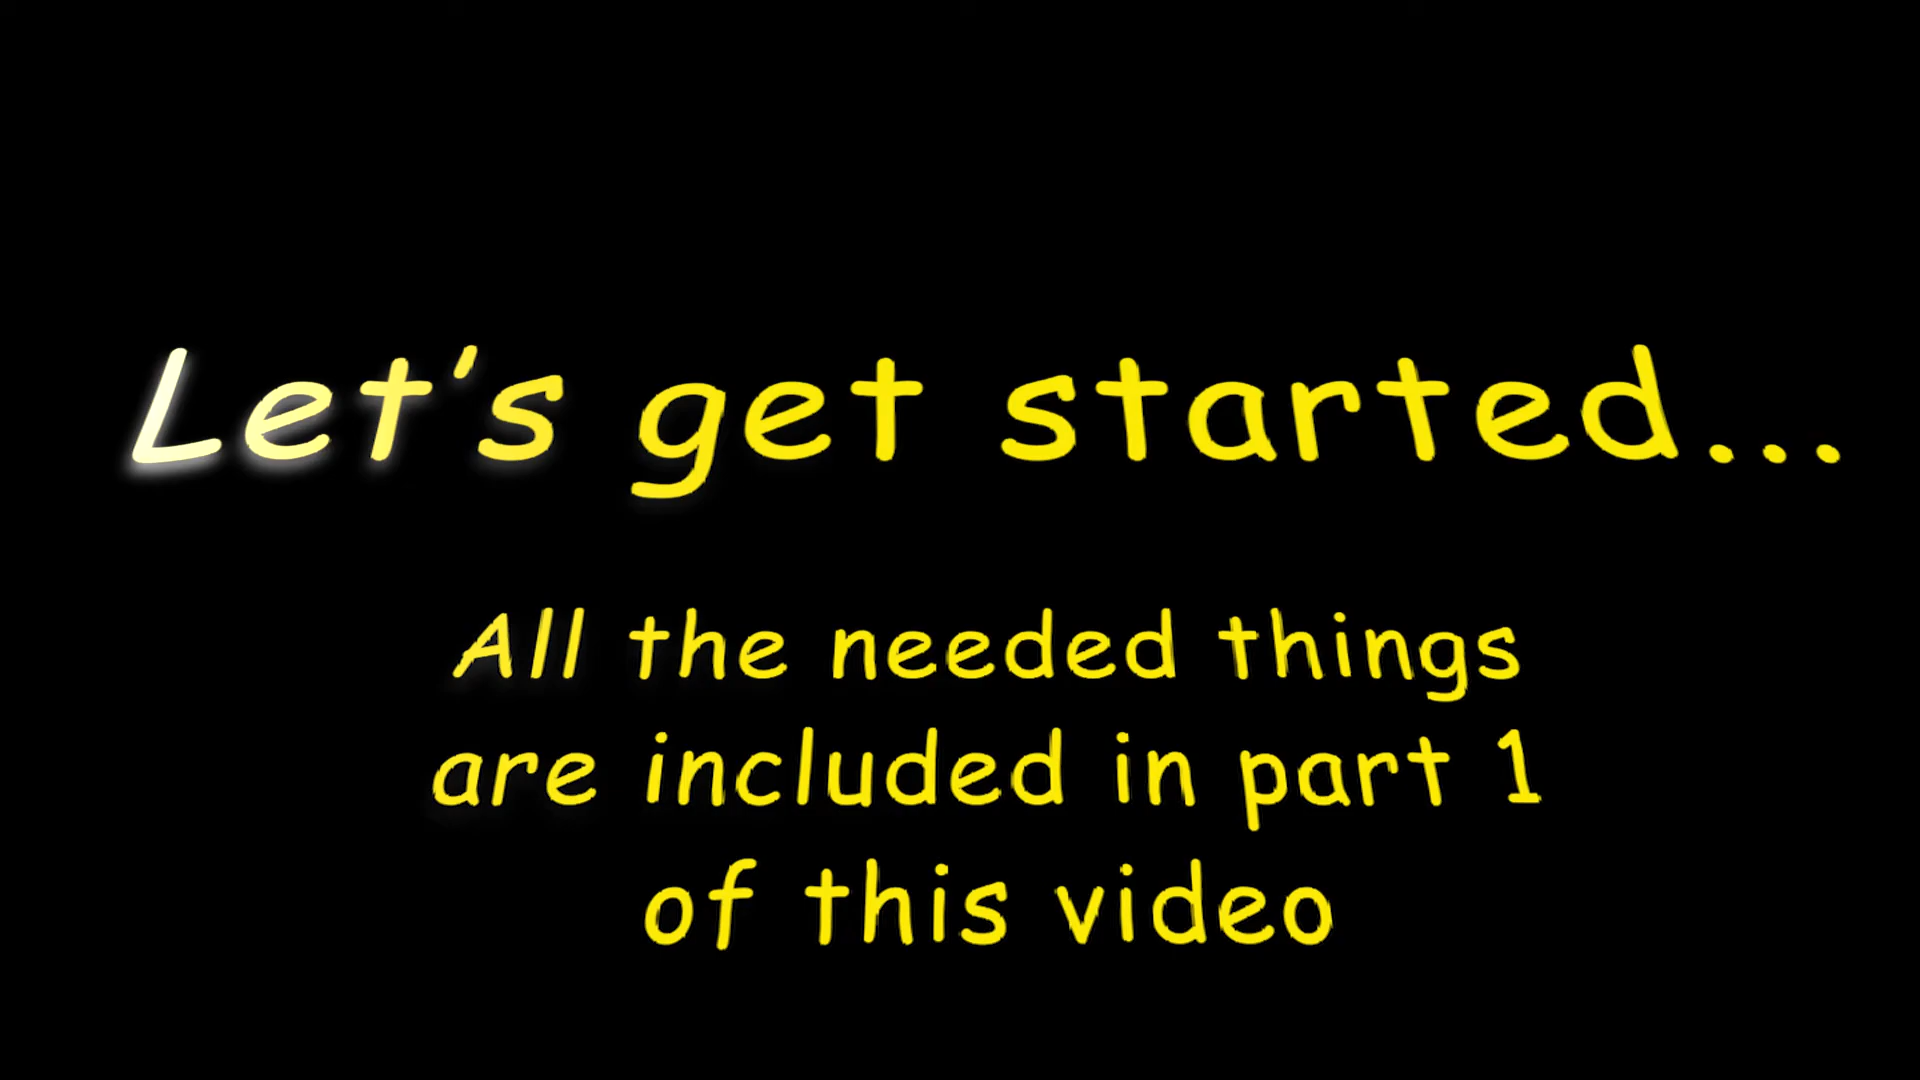 Let's get started...
All the needed things
are included in part 1
of this video